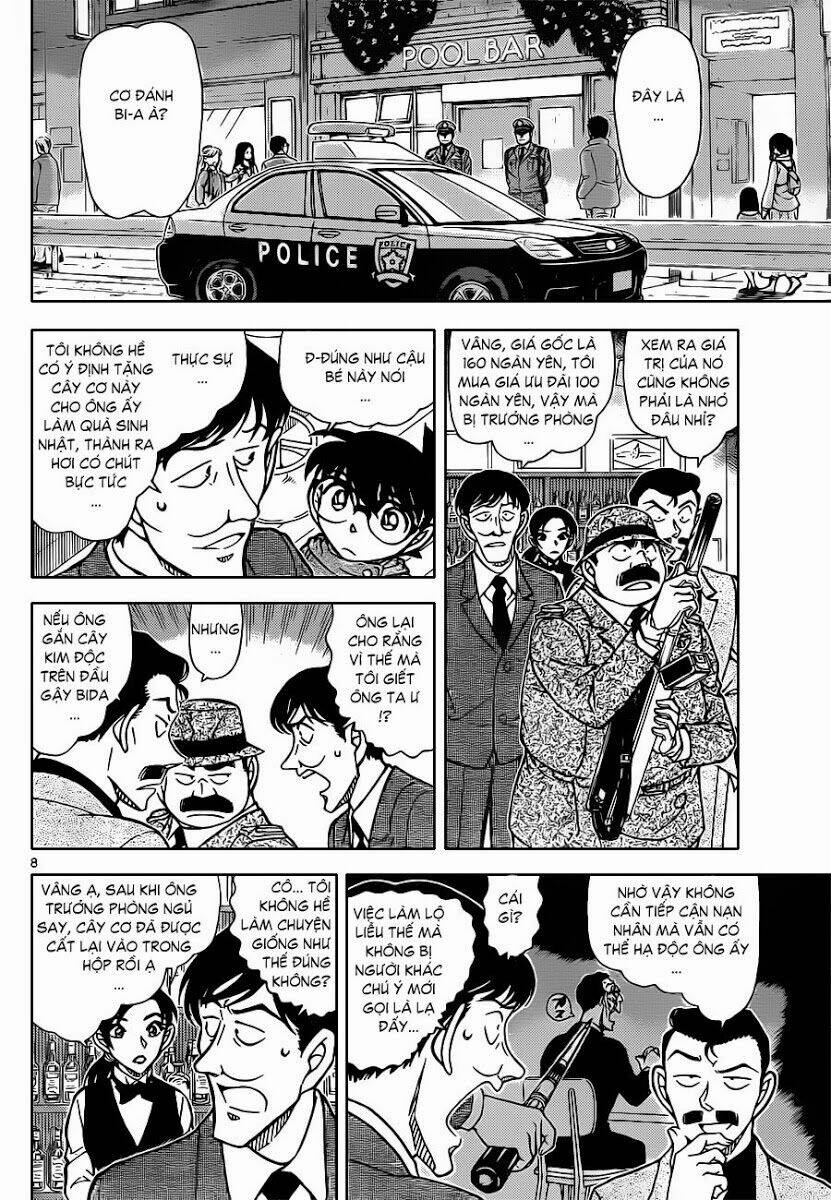 ĐÂY LÀ
...
CƠ ĐÁNH
BI-A À?
POOL BAR
POLICE
POLICE
XEM RA GIÁ
TRỊ CỦA NÓ
CŨNG KHÔNG
PHẢI LÀ NHỎ
ĐÂU NHỈ?
VÂNG, GIÁ GỐC LÀ
160 NGÀN YÊN, TÔI
MUA GIÁ ƯU ĐÃI 100
NGÀN YÊN, VẬY MÀ
BỊ TRƯỞNG PHÒNG
...
Đ-ĐÚNG NHƯ CẬU
BÉ NÀY NÓI
...
THỰC SỰ
...
TÔI KHÔNG HỀ
CÓ Ý ĐỊNH TẶNG
CÂY CƠ NÀY
CHO ÔNG ẤY
LÀM QUÀ SINH
NHẬT, THÀNH RA
HƠI CÓ CHÚT
BỰC TỨC
...
ÔNG LẠI
CHO RẰNG
VÌ THẾ MÀ
TÔI GIẾT
ÔNG TA Ư
!?
NHƯNG
...
NẾU ÔNG
GẮN CÂY
KIM ĐỘC
TRÊN ĐẦU
GẬY BIDA
...
8
NHỜ VẬY KHÔNG
CẦN TIẾP CẬN NẠN
NHÂN MÀ VẪN CÓ
THỂ HẠ ĐỘC ÔNG ẤY
...
CÁI
GÌ?
VIỆC LÀM LỘ
LIỄU THẾ MÀ
KHÔNG BỊ
NGƯỜI KHÁC
CHÚ Ý MỚI
GỌI LÀ LẠ
ĐẤY...
CÔ... TÔI
KHÔNG HỀ
LÀM CHUYỆN
GIỐNG NHƯ
THẾ ĐÚNG
KHÔNG?
VÂNG Ạ, SAU KHI ÔNG
TRƯỞNG PHÒNG NGỦ
SAY, CÂY CƠ ĐÃ ĐƯỢC
CẤT LẠI VÀO TRONG
HỘP RỒI Ạ
...